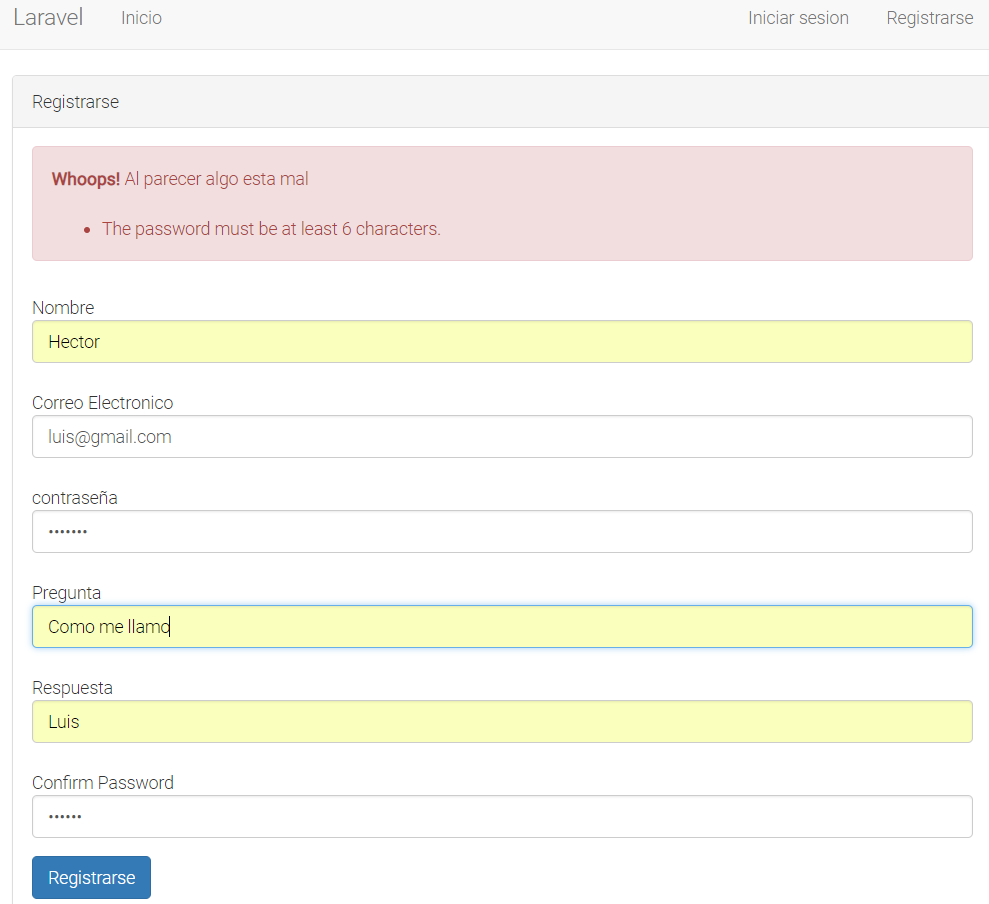 Laravel Inicio Iniciar sesion Registrarse
Registrarse
Whoops! Al parecer algo esta mal
• The password must be at least 6 characters.
Nombre
Hector
Correo Electronico
luis@gmail.com
contraseña
•••••••
Pregunta
Como me llamo
Respuesta
Luis
Confirm Password
••••••
Registrarse